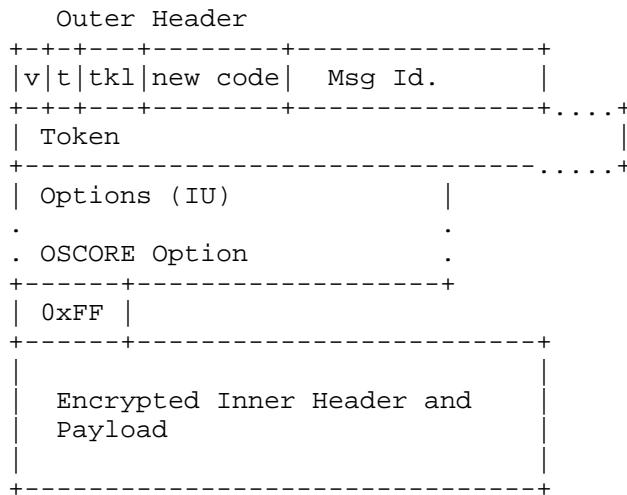 Outer Header
+-+-+---+--------+---------------+
|v|t|tkl|new code|  Msg Id.      |
+-+-+---+--------+---------------+....+
| Token                               |
+--------------------------------.....+
| Options (IU)             |
.                          .
. OSCORE Option            .
+------+-------------------+
| 0xFF |
+------+-------------------------+
|                                |
|  Encrypted Inner Header and    |
|  Payload                       |
|                                |
+--------------------------------+